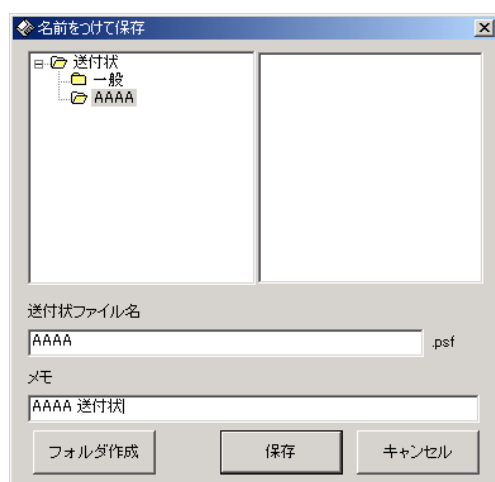 名前をつけて保存
送付状
一般
AAAA
送付状ファイル名
AAAA .psf
メモ
AAAA 送付状
フォルダ作成 保存 キャンセル